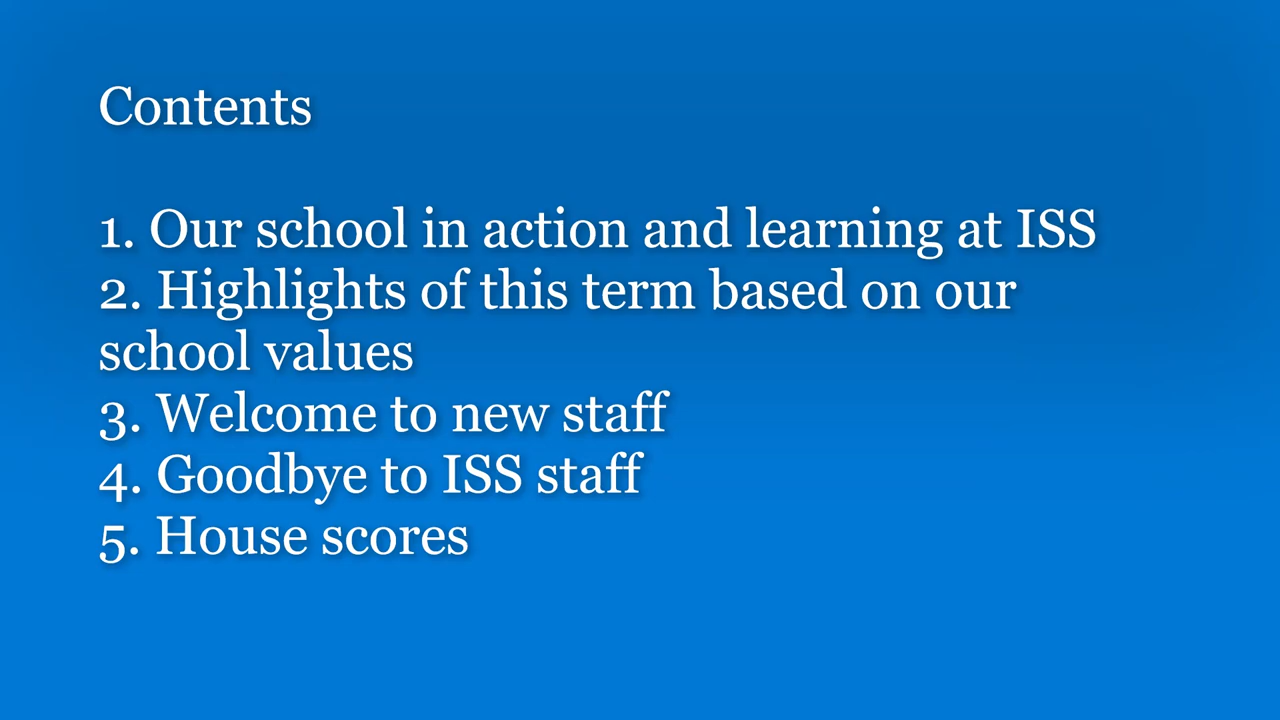 Contents
1. Our school in action and learning at ISS
2. Highlights of this term based on our
school values
3. Welcome to new staff
4. Goodbye to ISS staff
5. House scores